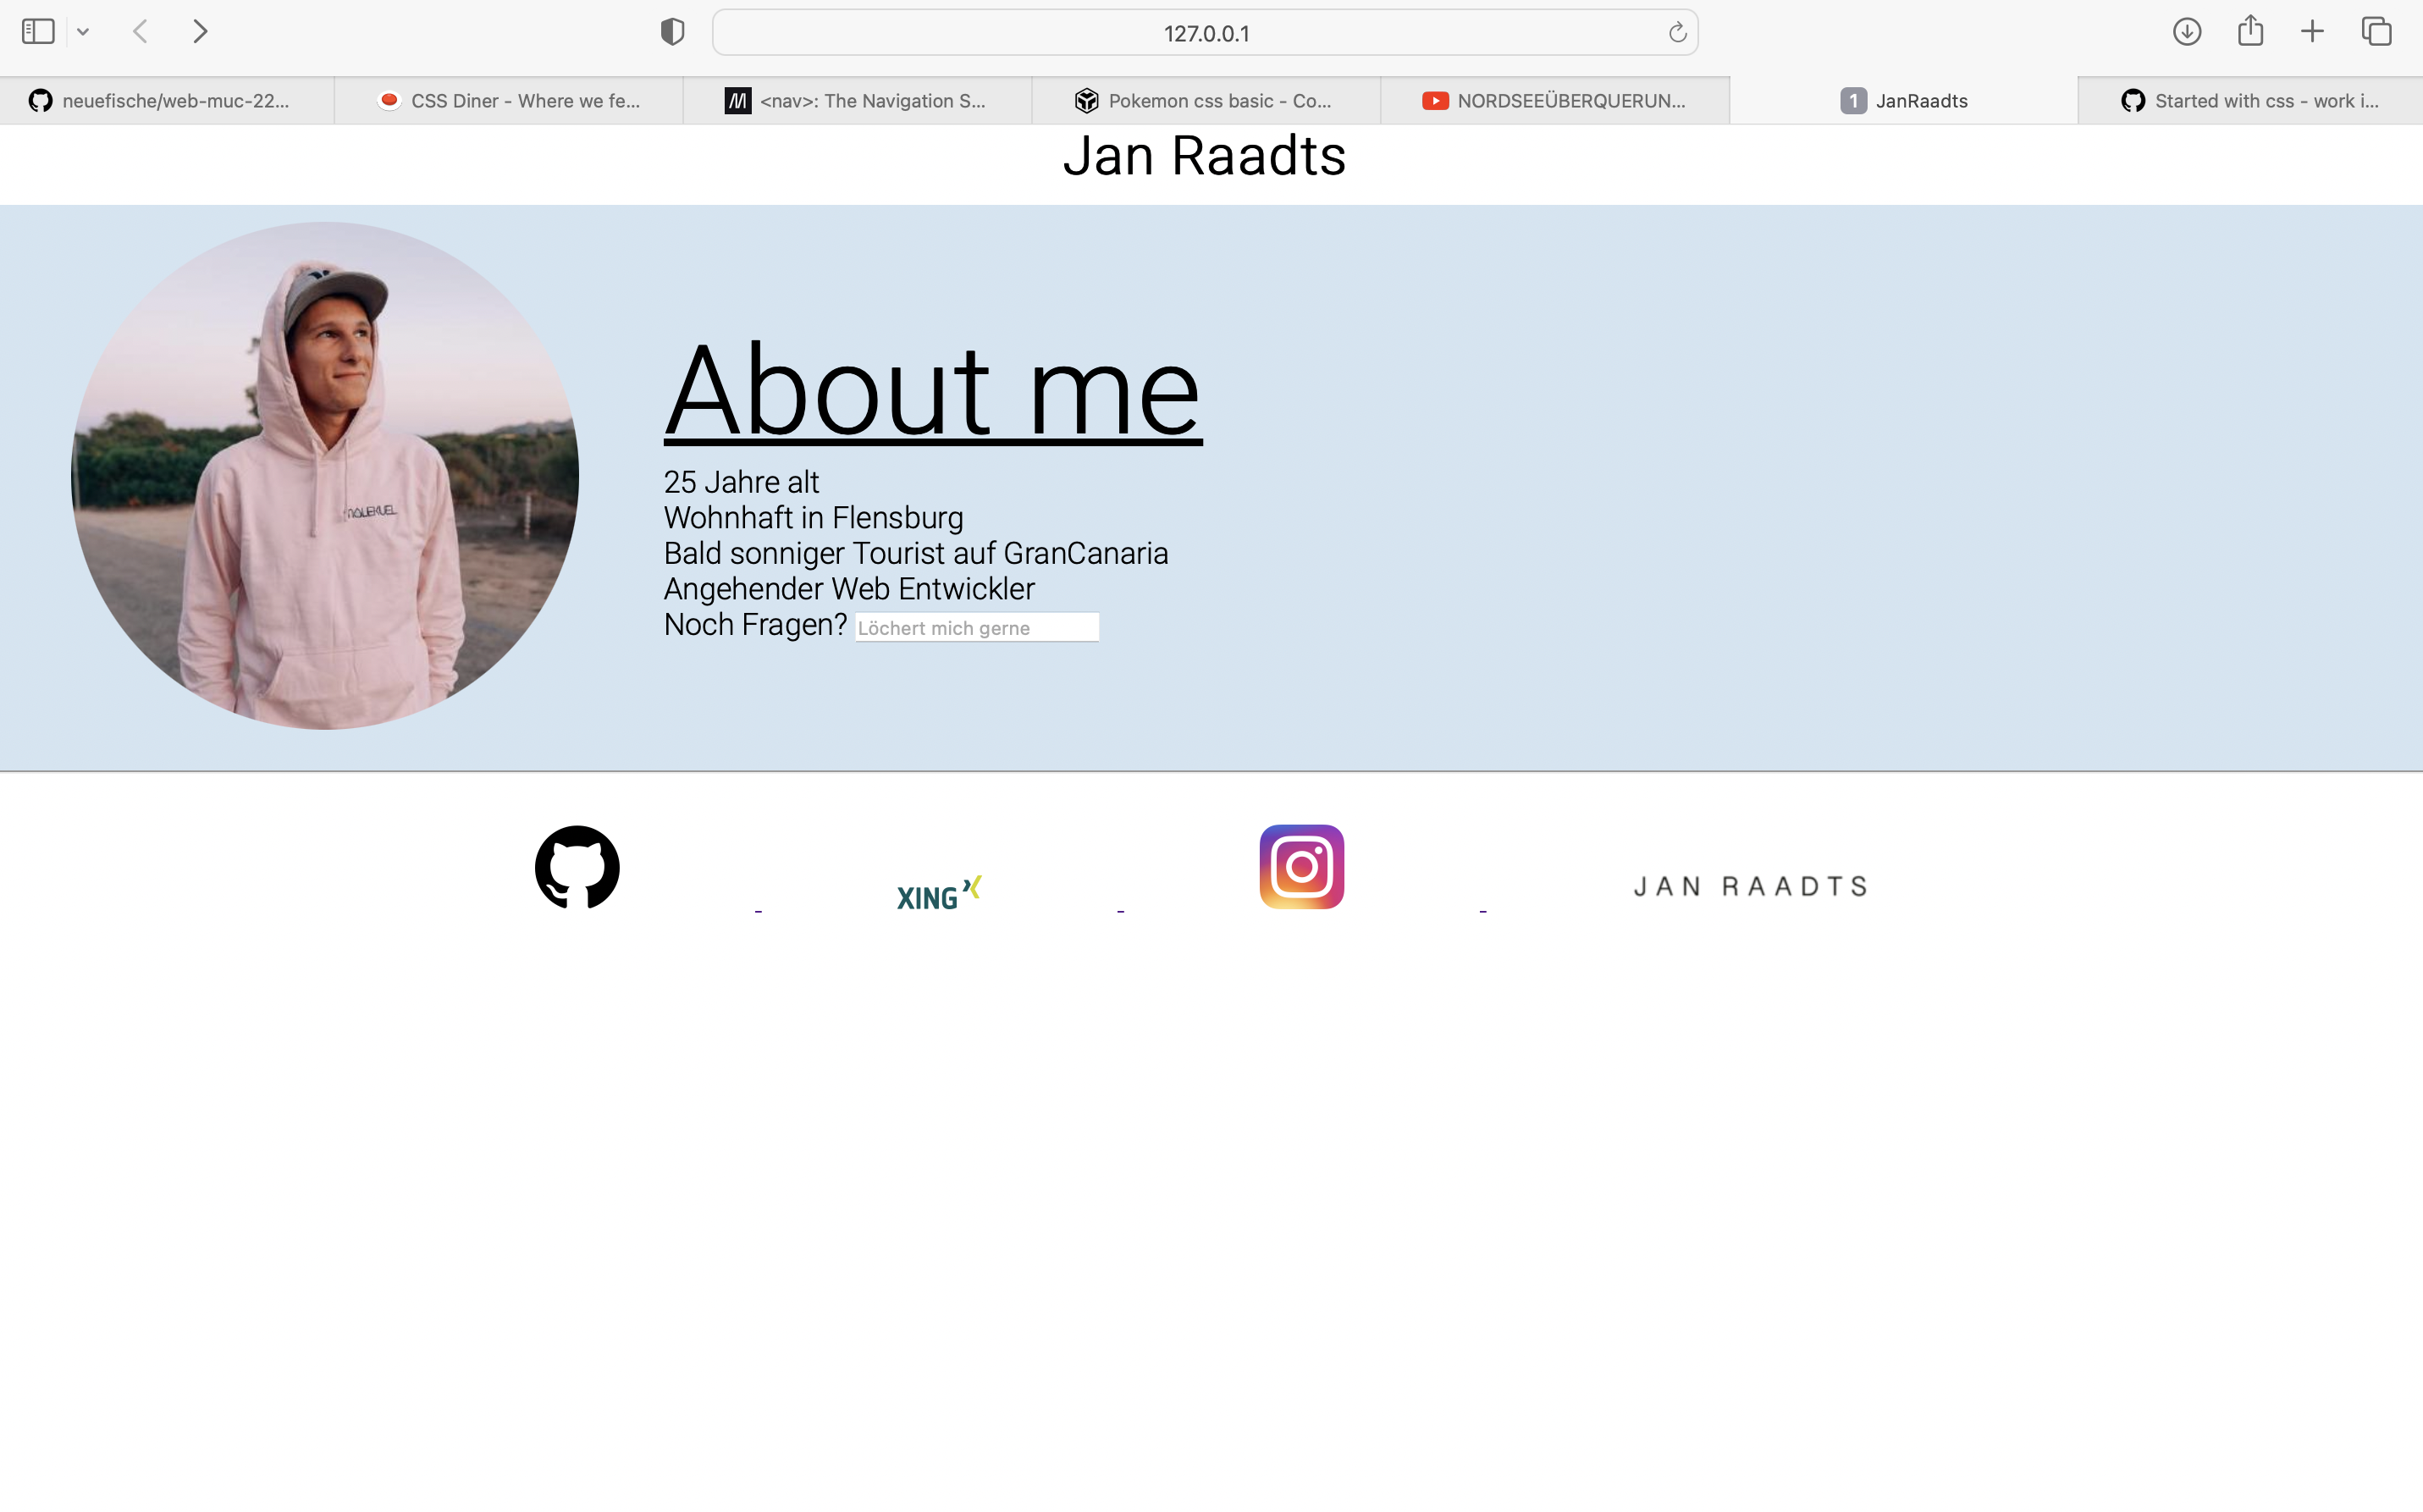 127.0.0.1
neuefische/web-muc-22...
CSS Diner - Where we fe...
M <nav>: The Navigation S...
Pokemon css basic - Co...
NORDSEEÜBERQUERUN...
1 JanRaadts
Started with css - work i...
Jan Raadts
About me
25 Jahre alt
Wohnhaft in Flensburg
Bald sonniger Tourist auf GranCanaria
Angehender Web Entwickler
Noch Fragen? Löchert mich gerne
XING
JAN RAADTS